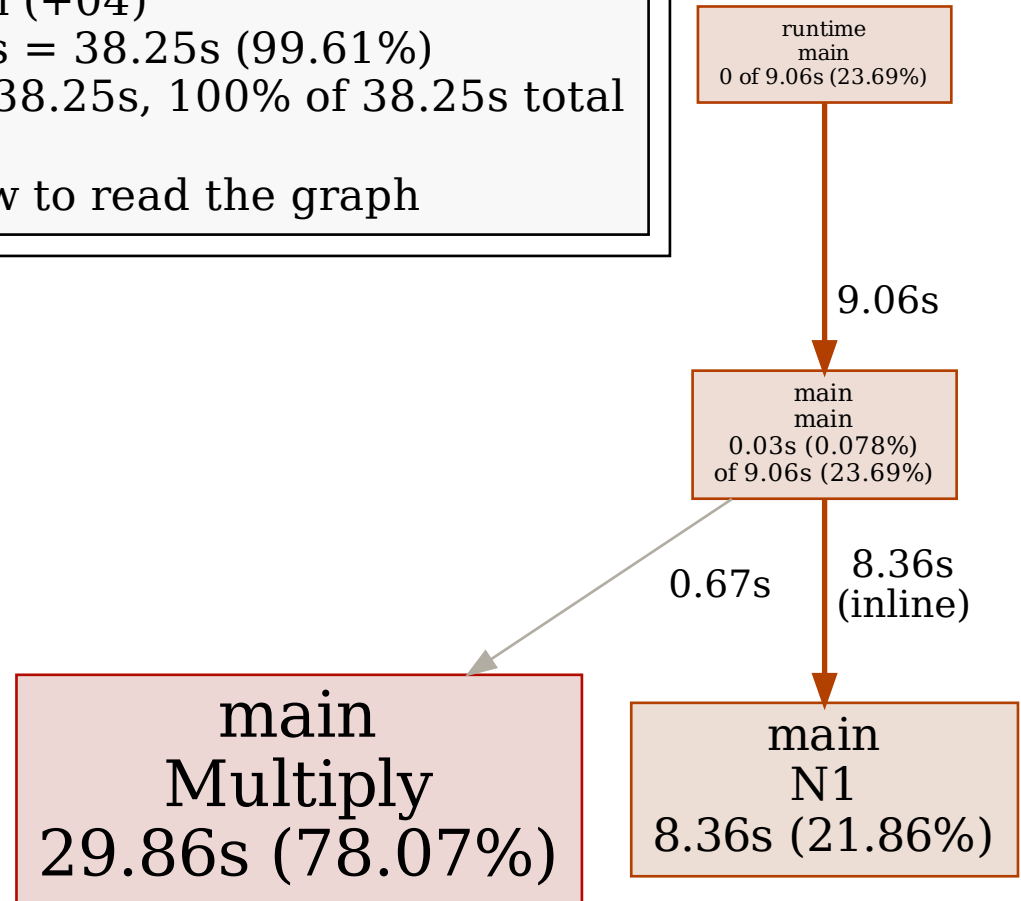 (+04)
= 38.25s (99.61%)
38.25s, 100% of 38.25s total
to read the graph
runtime
main
0 of 9.06s (23.69%)
9.06s
main
main
0.03s (0.078%)
of 9.06s (23.69%)
0.67s
8.36s
(inline)
main
Multiply
29.86s (78.07%)
main
N1
8.36s (21.86%)